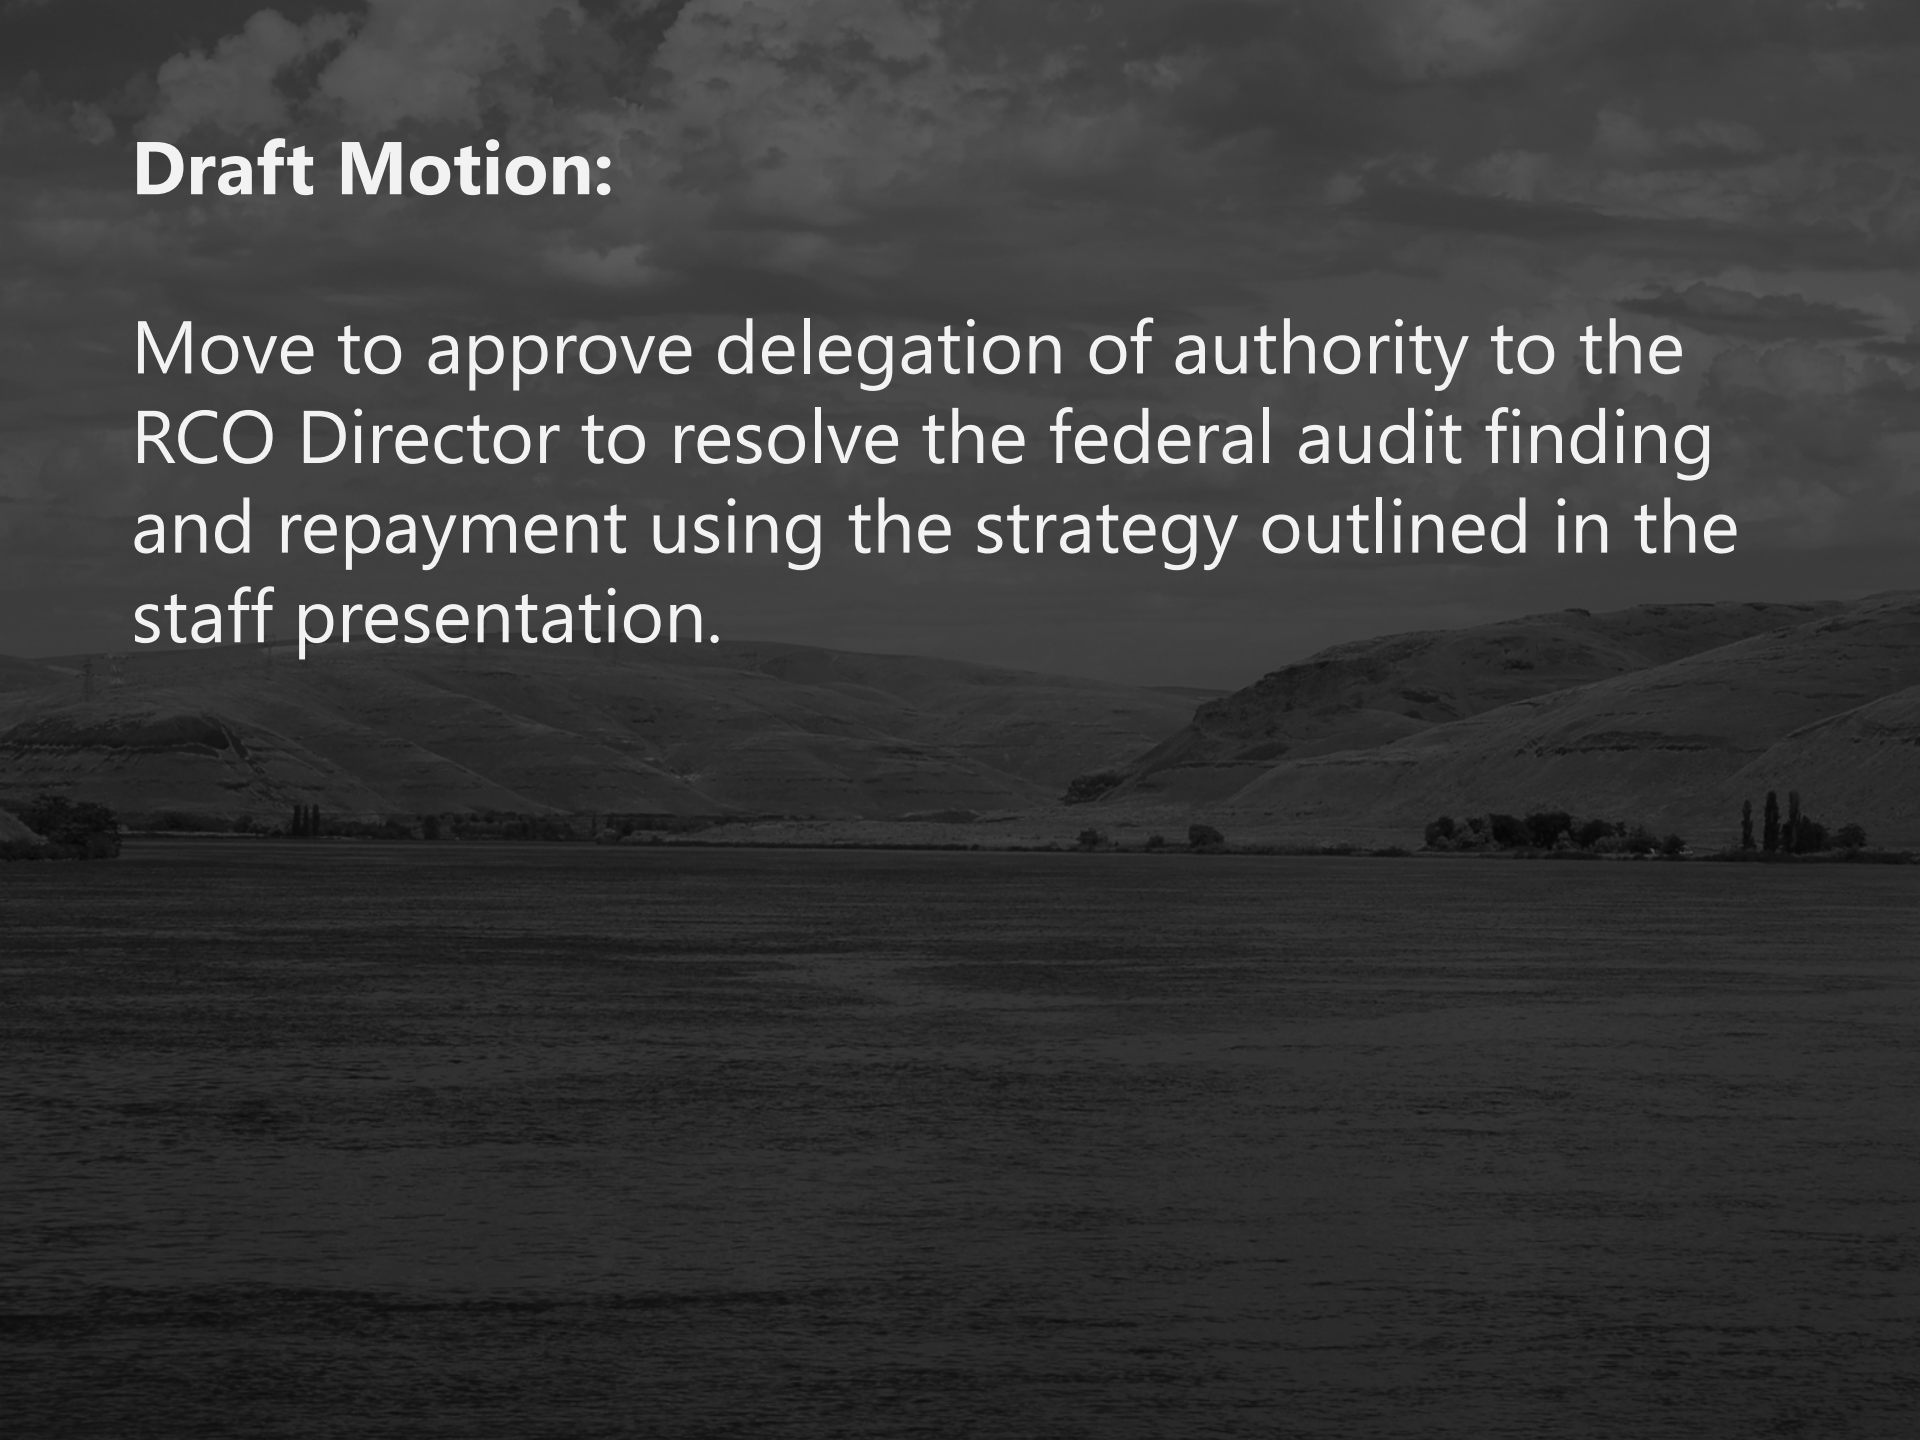 Draft Motion:
Move to approve delegation of authority to the
RCO Director to resolve the federal audit finding
and repayment using the strategy outlined in the
staff presentation.